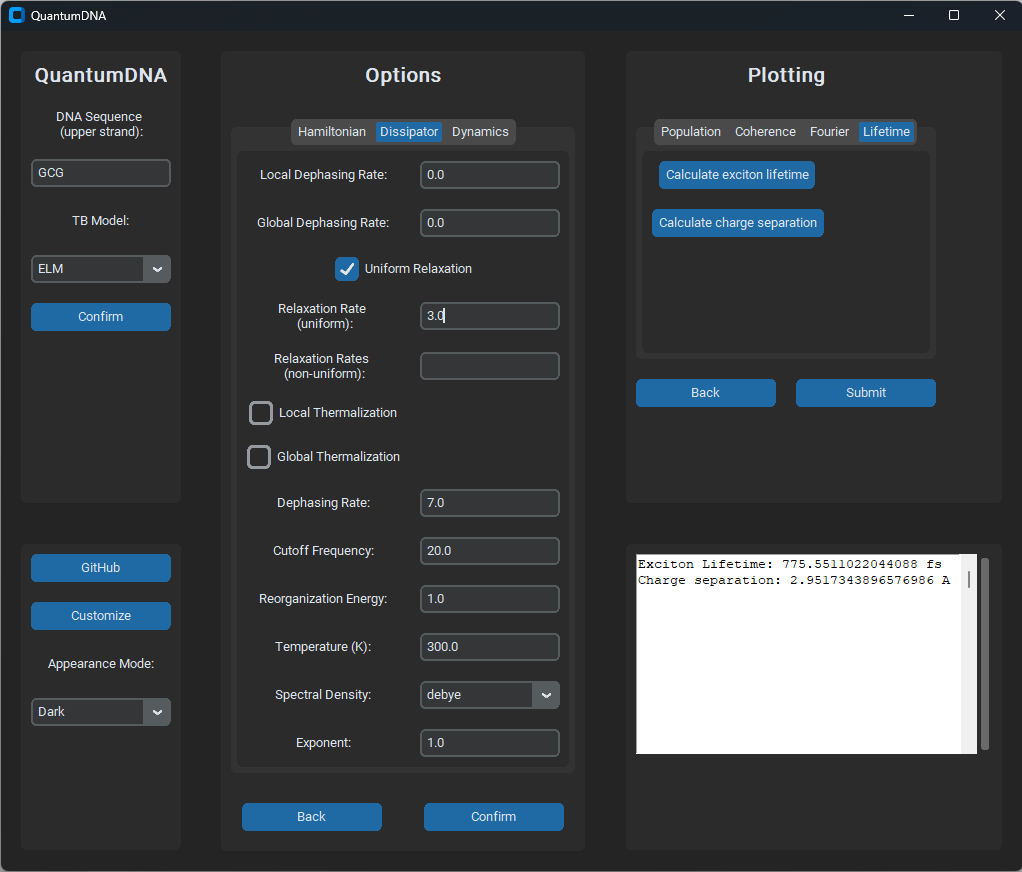 QuantumDNA
QuantumDNA
DNA Sequence
(upper strand):
GCG
TB Model:
ELM
Confirm
GitHub
Customize
Appearance Mode:
Dark
Options
Hamiltonian Dissipator Dynamics
Local Dephasing Rate: 0.0
Global Dephasing Rate: 0.0
Uniform Relaxation
Relaxation Rate
(uniform): 3.0
Relaxation Rates
(non-uniform):
Local Thermalization
Global Thermalization
Dephasing Rate: 7.0
Cutoff Frequency: 20.0
Reorganization Energy: 1.0
Temperature (K): 300.0
Spectral Density: debye
Exponent: 1.0
Back Confirm
Plotting
Population Coherence Fourier Lifetime
Calculate exciton lifetime
Calculate charge separation
Back Submit
Exciton Lifetime: 775.5511022044088 fs
Charge separation: 2.9517343896576986 A